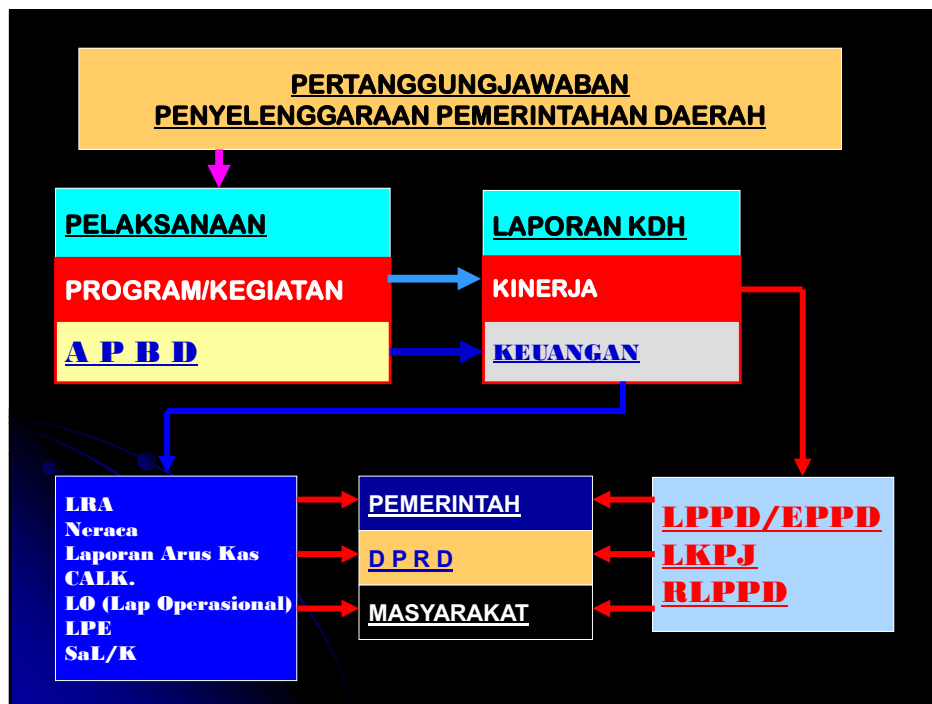 PERTANGGUNGJAWABAN
PENYELENGGARAAN PEMERINTAHAN DAERAH
PELAKSANAAN
PROGRAM/KEGIATAN
A P B D
LAPORAN KDH
KINERJA
KEUANGAN
LRA
Neraca
Laporan Arus Kas
CALK.
LO (Lap Operasional)
LPE
SaL/K
PEMERINTAH
D P R D
MASYARAKAT
LPPD/EPPD
LKPJ
RLPPD